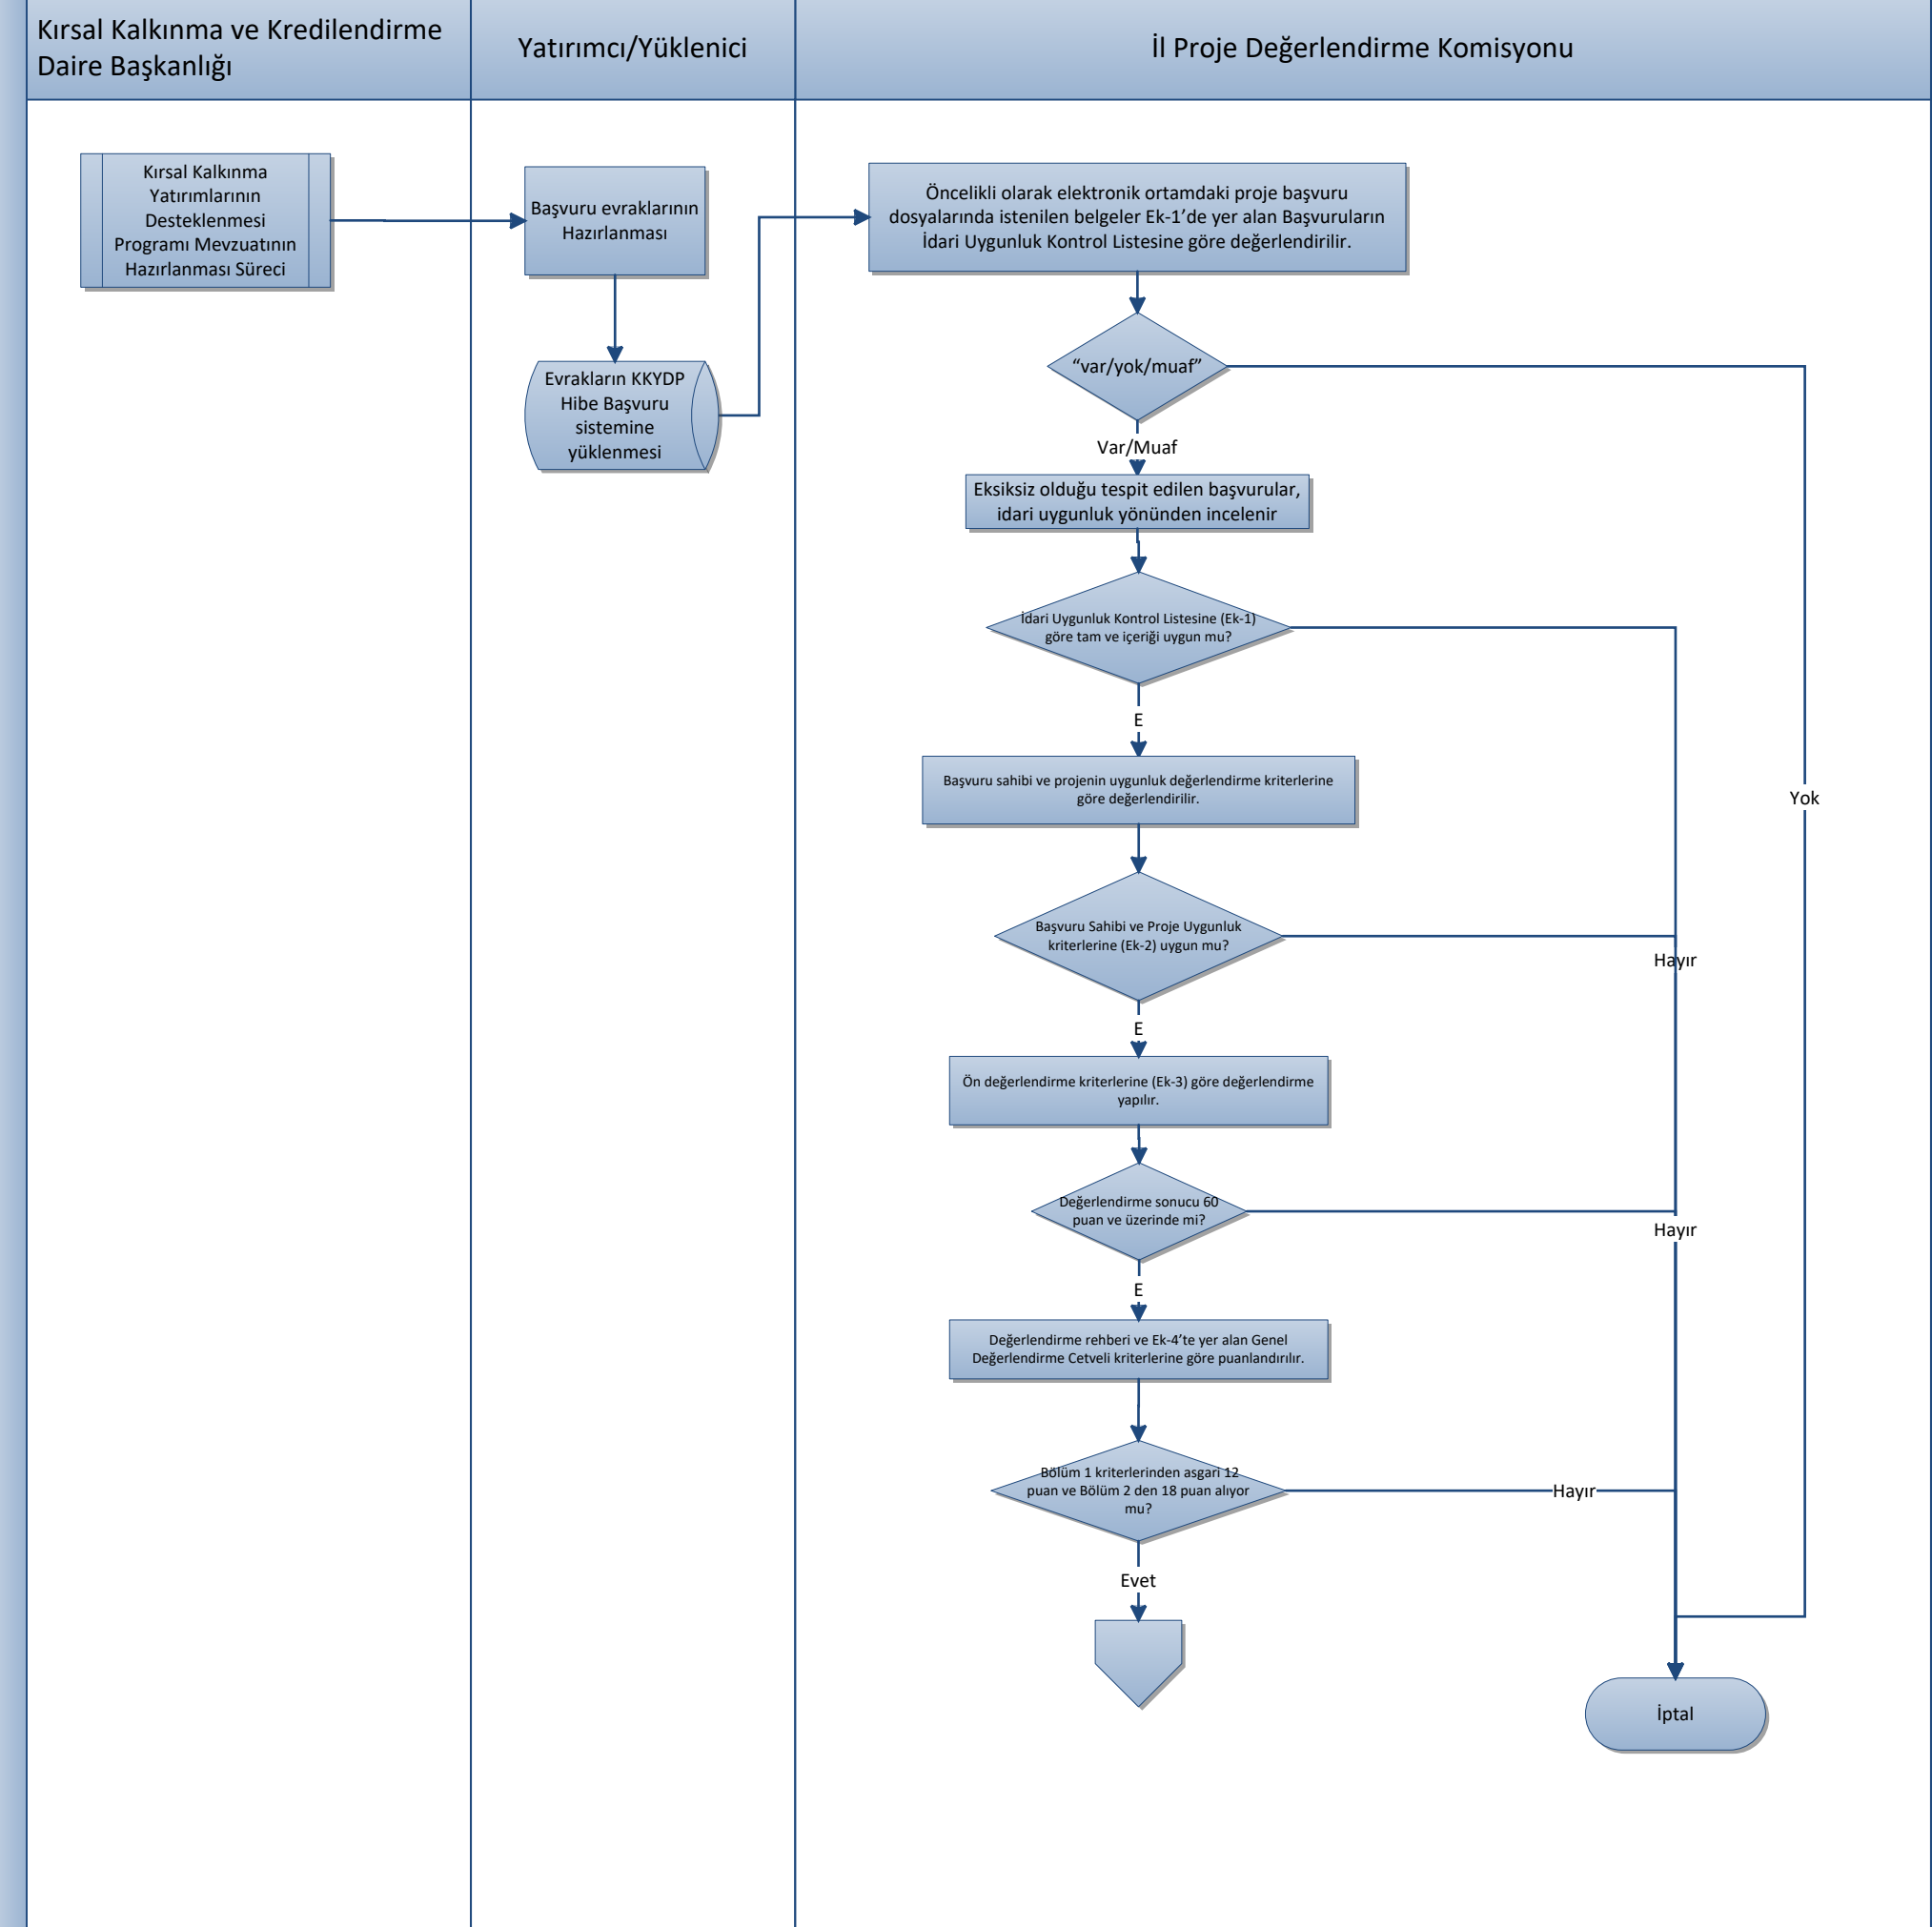 Kırsal Kalkınma ve Kredilendirme
Daire Başkanlığı
Yatırımcı/Yüklenici
İl Proje Değerlendirme Komisyonu
Kırsal Kalkınma
Yatırımlarının
Desteklenmesi
Programı Mevzuatının
Hazırlanması Süreci
Başvuru evraklarının
Hazırlanması
Evrakların KKYDP
Hibe Başvuru
sistemine
yüklenmesi
Öncelikli olarak elektronik ortamdaki proje başvuru
dosyalarında istenilen belgeler Ek-1’de yer alan Başvuruların
İdari Uygunluk Kontrol Listesine göre değerlendirilir.
“var/yok/muaf”
Var/Muaf
Eksiksiz olduğu tespit edilen başvurular,
idari uygunluk yönünden incelenir
İdari Uygunluk Kontrol Listesine (Ek-1)
göre tam ve içeriği uygun mu?
E
Başvuru sahibi ve projenin uygunluk değerlendirme kriterlerine
göre değerlendirilir.
Yok
Başvuru Sahibi ve Proje Uygunluk
kriterlerine (Ek-2) uygun mu?
Hayır
E
Ön değerlendirme kriterlerine (Ek-3) göre değerlendirme
yapılır.
Değerlendirme sonucu 60
puan ve üzerinde mi?
Hayır
E
Değerlendirme rehberi ve Ek-4’te yer alan Genel
Değerlendirme Cetveli kriterlerine göre puanlandırılır.
Bölüm 1 kriterlerinden asgari 12
puan ve Bölüm 2 den 18 puan alıyor
mu?
Hayır
Evet
İptal